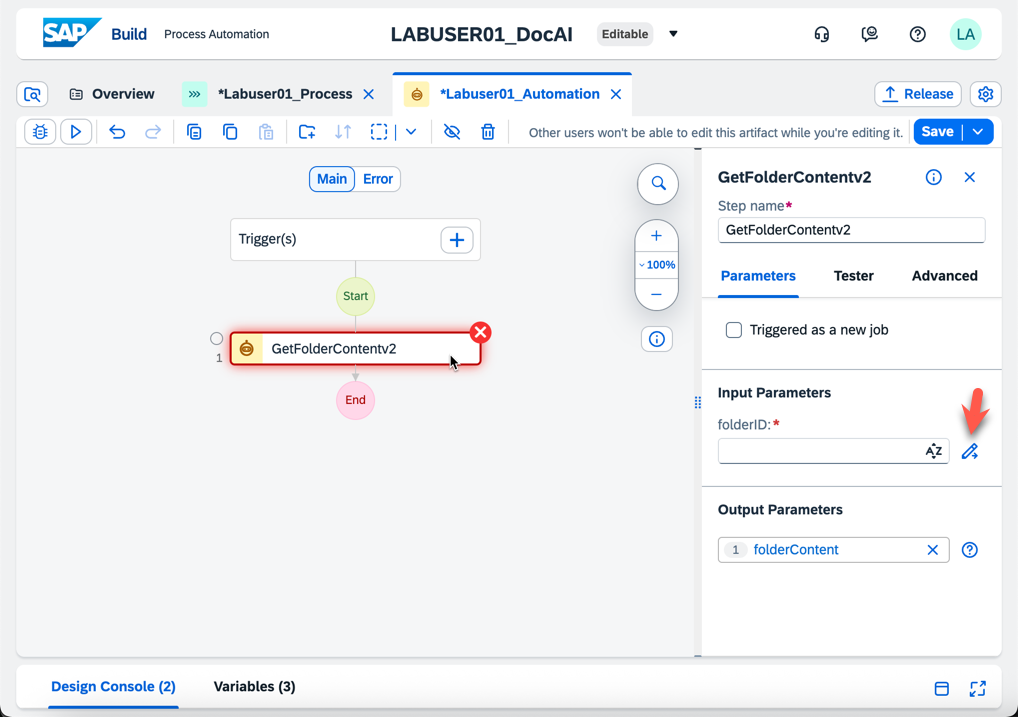 SAP Build Process Automation LABUSER01_DocAI Editable LA
Overview *Labuser01_Process *Labuser01_Automation Release
Other users won't be able to edit this artifact while you're editing it. Save
Main Error
Trigger(s)
Start
1 GetFolderContentv2
End
100%
GetFolderContentv2
Step name*
GetFolderContentv2
Parameters Tester Advanced
Triggered as a new job
Input Parameters
folderID:*
AZ
Output Parameters
1 folderContent
Design Console (2) Variables (3)